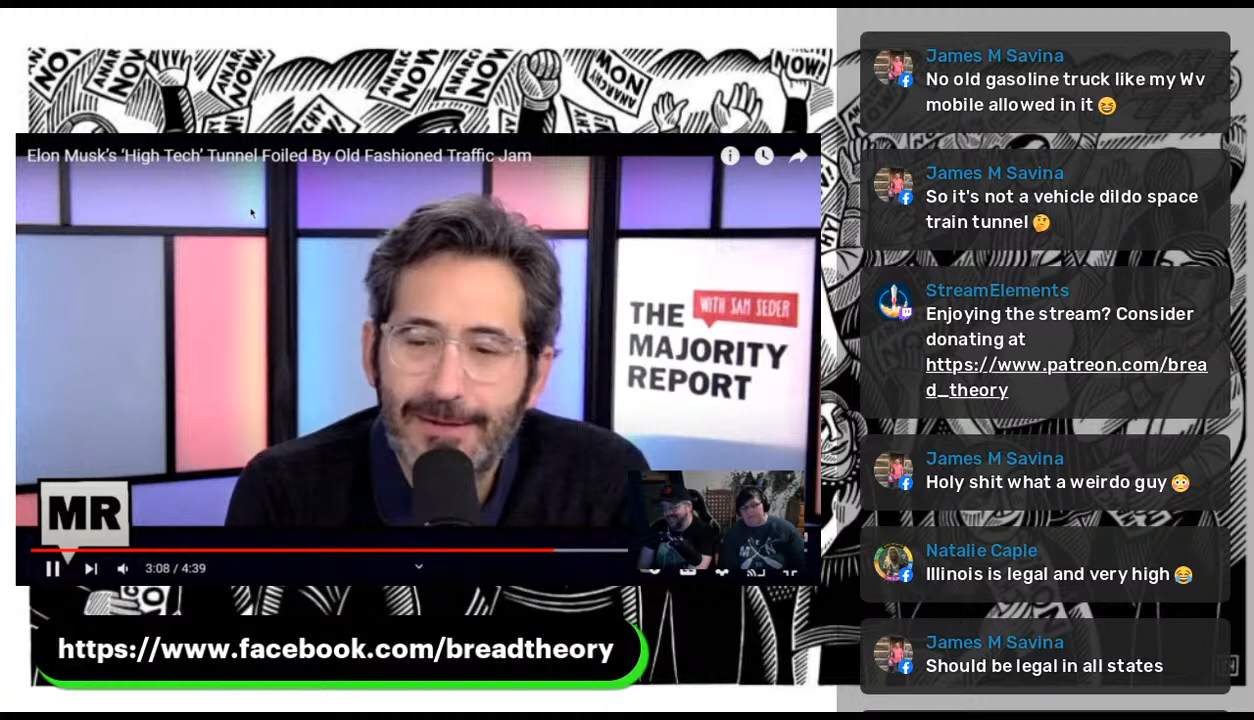 Elon Musk's 'High Tech' Tunnel Foiled By Old Fashioned Traffic Jam
ANARCHY
NOW!
WITH SAM SEDER
THE
MAJORITY
REPORT
MR
3:08 / 4:39
https://www.facebook.com/breadtheory
James M Savina
No old gasoline truck like my Wv
mobile allowed in it 😆
James M Savina
So it's not a vehicle dildo space
train tunnel 🤔
StreamElements
Enjoying the stream? Consider
donating at
https://www.patreon.com/brea
d_theory
James M Savina
Holy shit what a weirdo guy 😳
Natalie Caple
Illinois is legal and very high 😂
James M Savina
Should be legal in all states